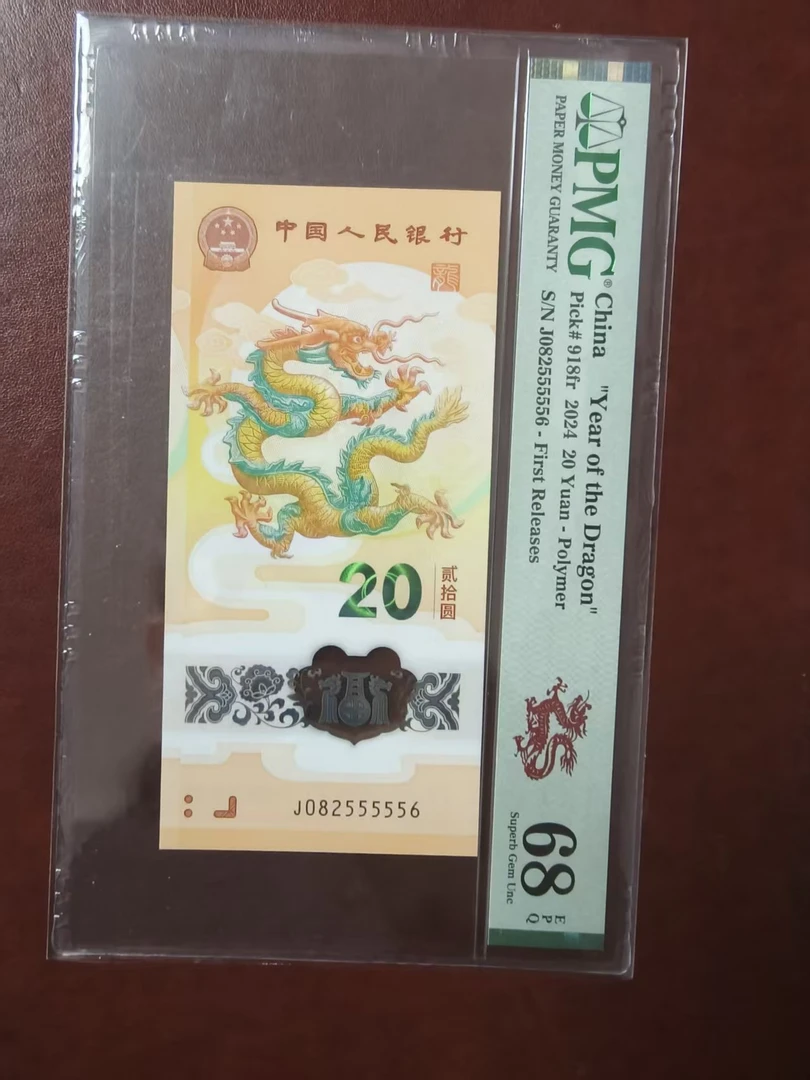 中国人民银行
龍
20
贰拾圆
J082555556
PMG®
PAPER MONEY GUARANTY
China "Year of the Dragon"
Pick# 918fr 2024 20 Yuan - Polymer
S/N J082555556 - First Releases
68 EPQ
Superb Gem Unc